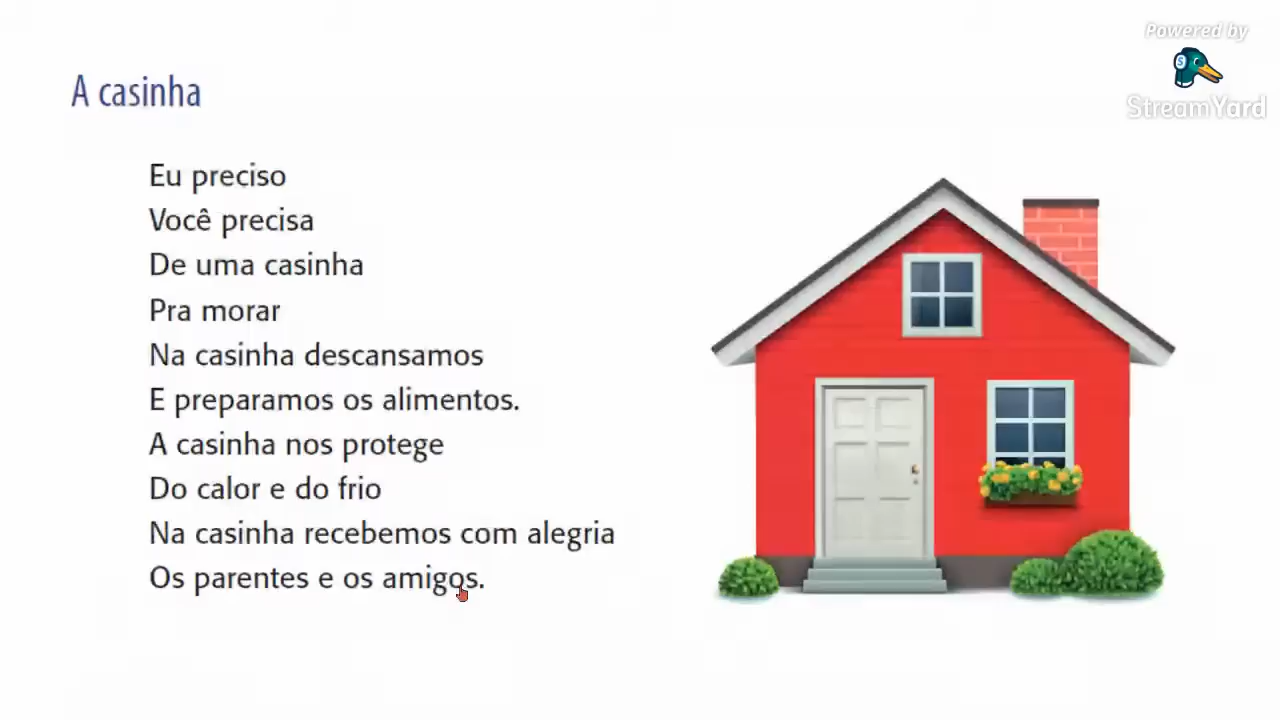 Powered by
StreamYard
A casinha
Eu preciso
Você precisa
De uma casinha
Pra morar
Na casinha descansamos
E preparamos os alimentos.
A casinha nos protege
Do calor e do frio
Na casinha recebemos com alegria
Os parentes e os amigos.